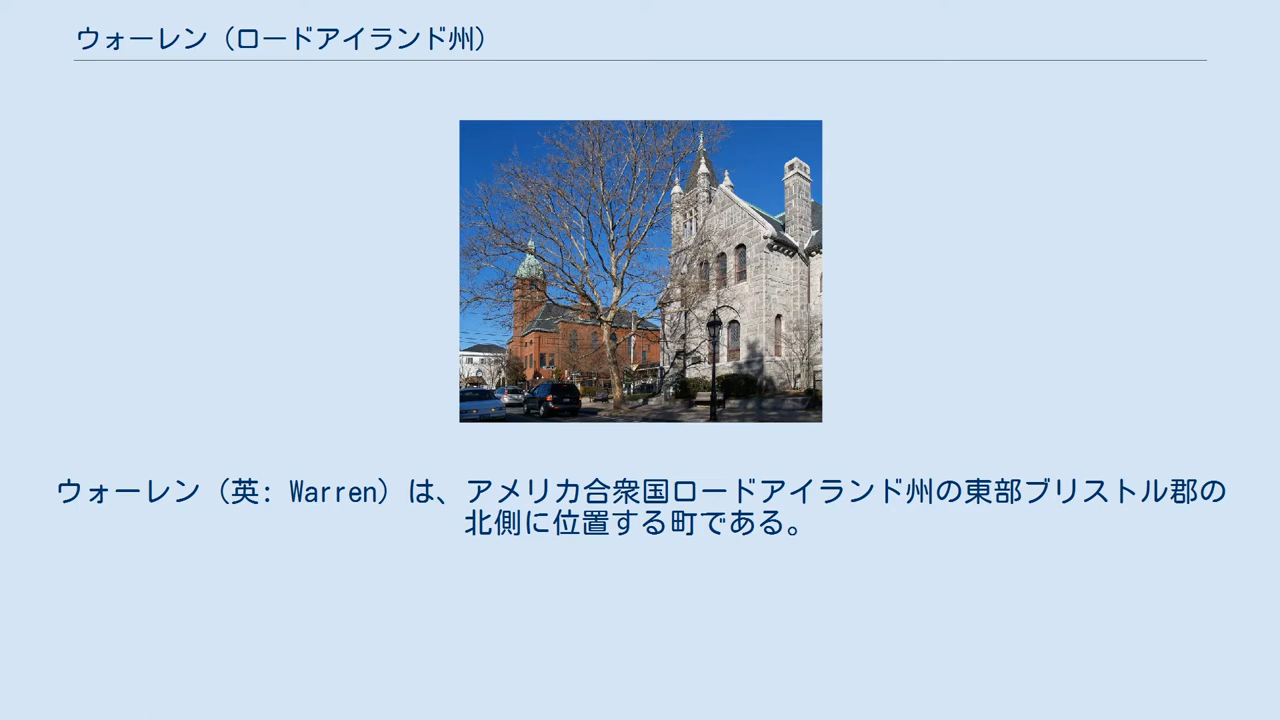 ウォーレン（ロードアイランド州）
ウォーレン（英: Warren）は、アメリカ合衆国ロードアイランド州の東部ブリストル郡の
北側に位置する町である。